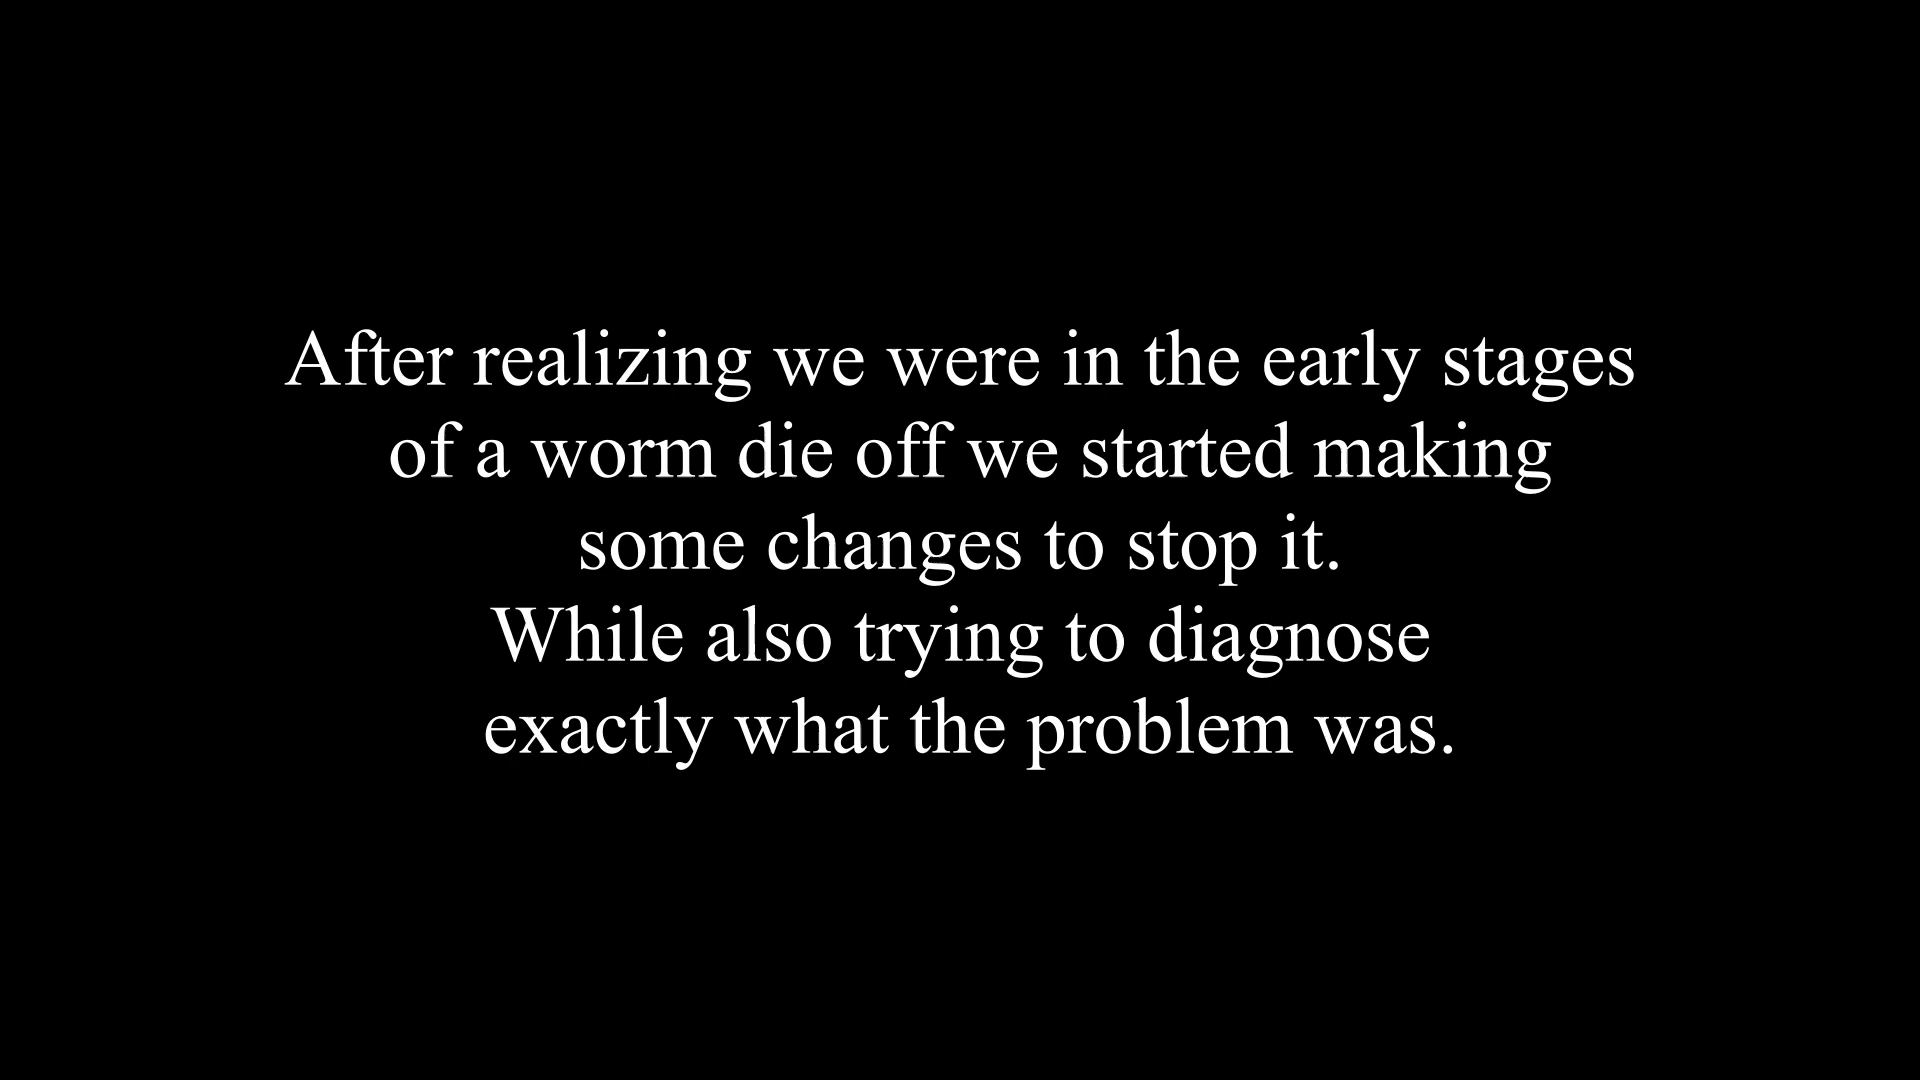 After realizing we were in the early stages
of a worm die off we started making
some changes to stop it.
While also trying to diagnose
exactly what the problem was.